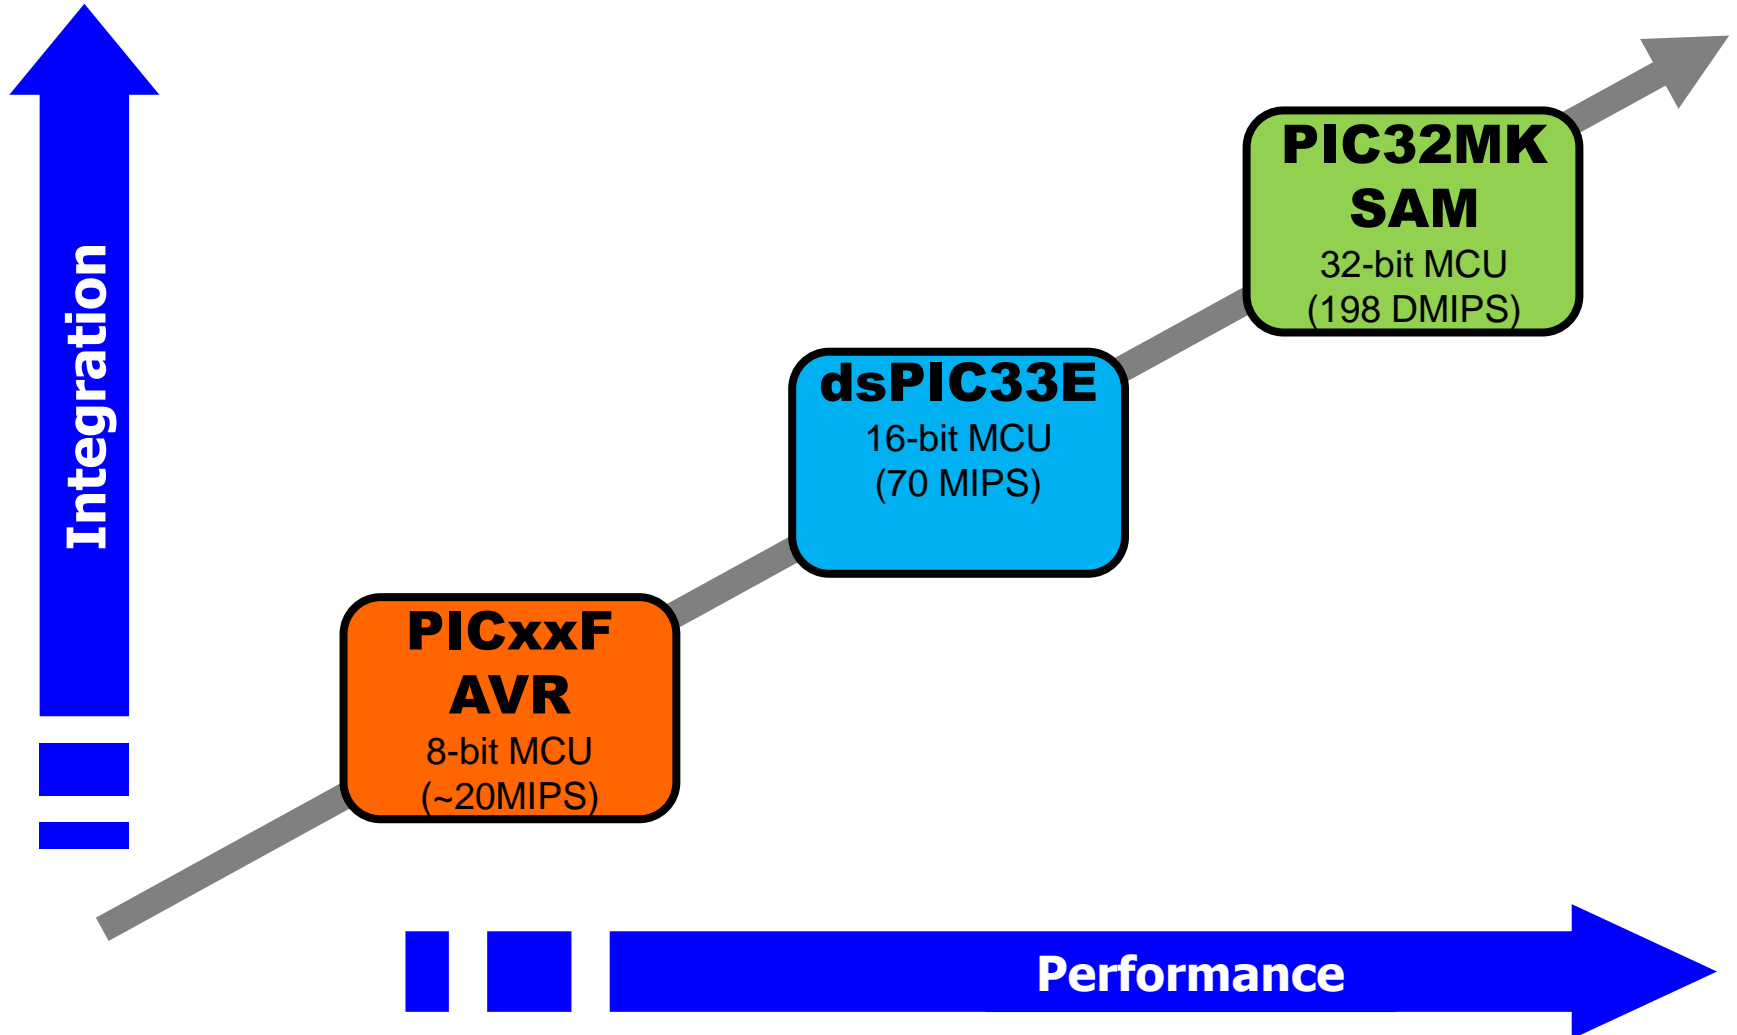 Integration
PIC32MK
SAM
32-bit MCU
(198 DMIPS)
dsPIC33E
16-bit MCU
(70 MIPS)
PICxxF
AVR
8-bit MCU
(~20MIPS)
Performance